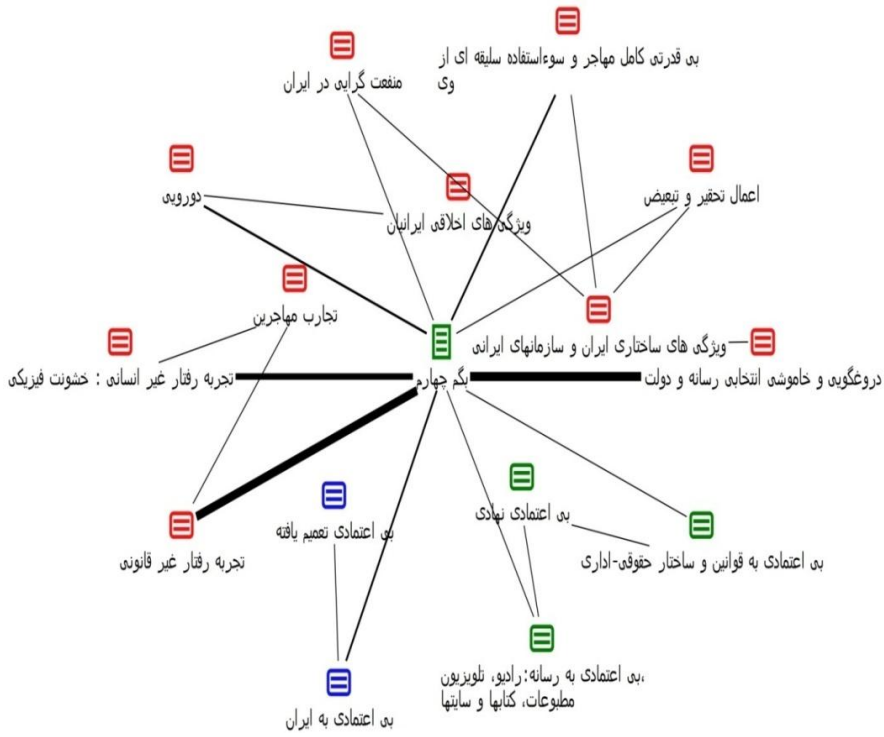 بی قدرتی کامل مهاجر و سوءاستفاده سلیقه ای از
وی
منفعت گرایی در ایران
اعمال تحقیر و تبعیض
دورویی
ویژگی های اخلاقی ایرانیان
تجارب مهاجرین
ویژگی های ساختاری ایران و سازمانهای ایرانی
دروغگویی و خاموشی انتخابی رسانه و دولت
بگم چهارم
تجربه رفتار غیر انسانی : خشونت فیزیکی
بی اعتمادی نهادی
بی اعتمادی تعمیم یافته
بی اعتمادی به قوانین و ساختار حقوقی-اداری
تجربه رفتار غیر قانونی
بی اعتمادی به رسانه: رادیو، تلویزیون،
مطبوعات، کتابها و سایتها
بی اعتمادی به ایران